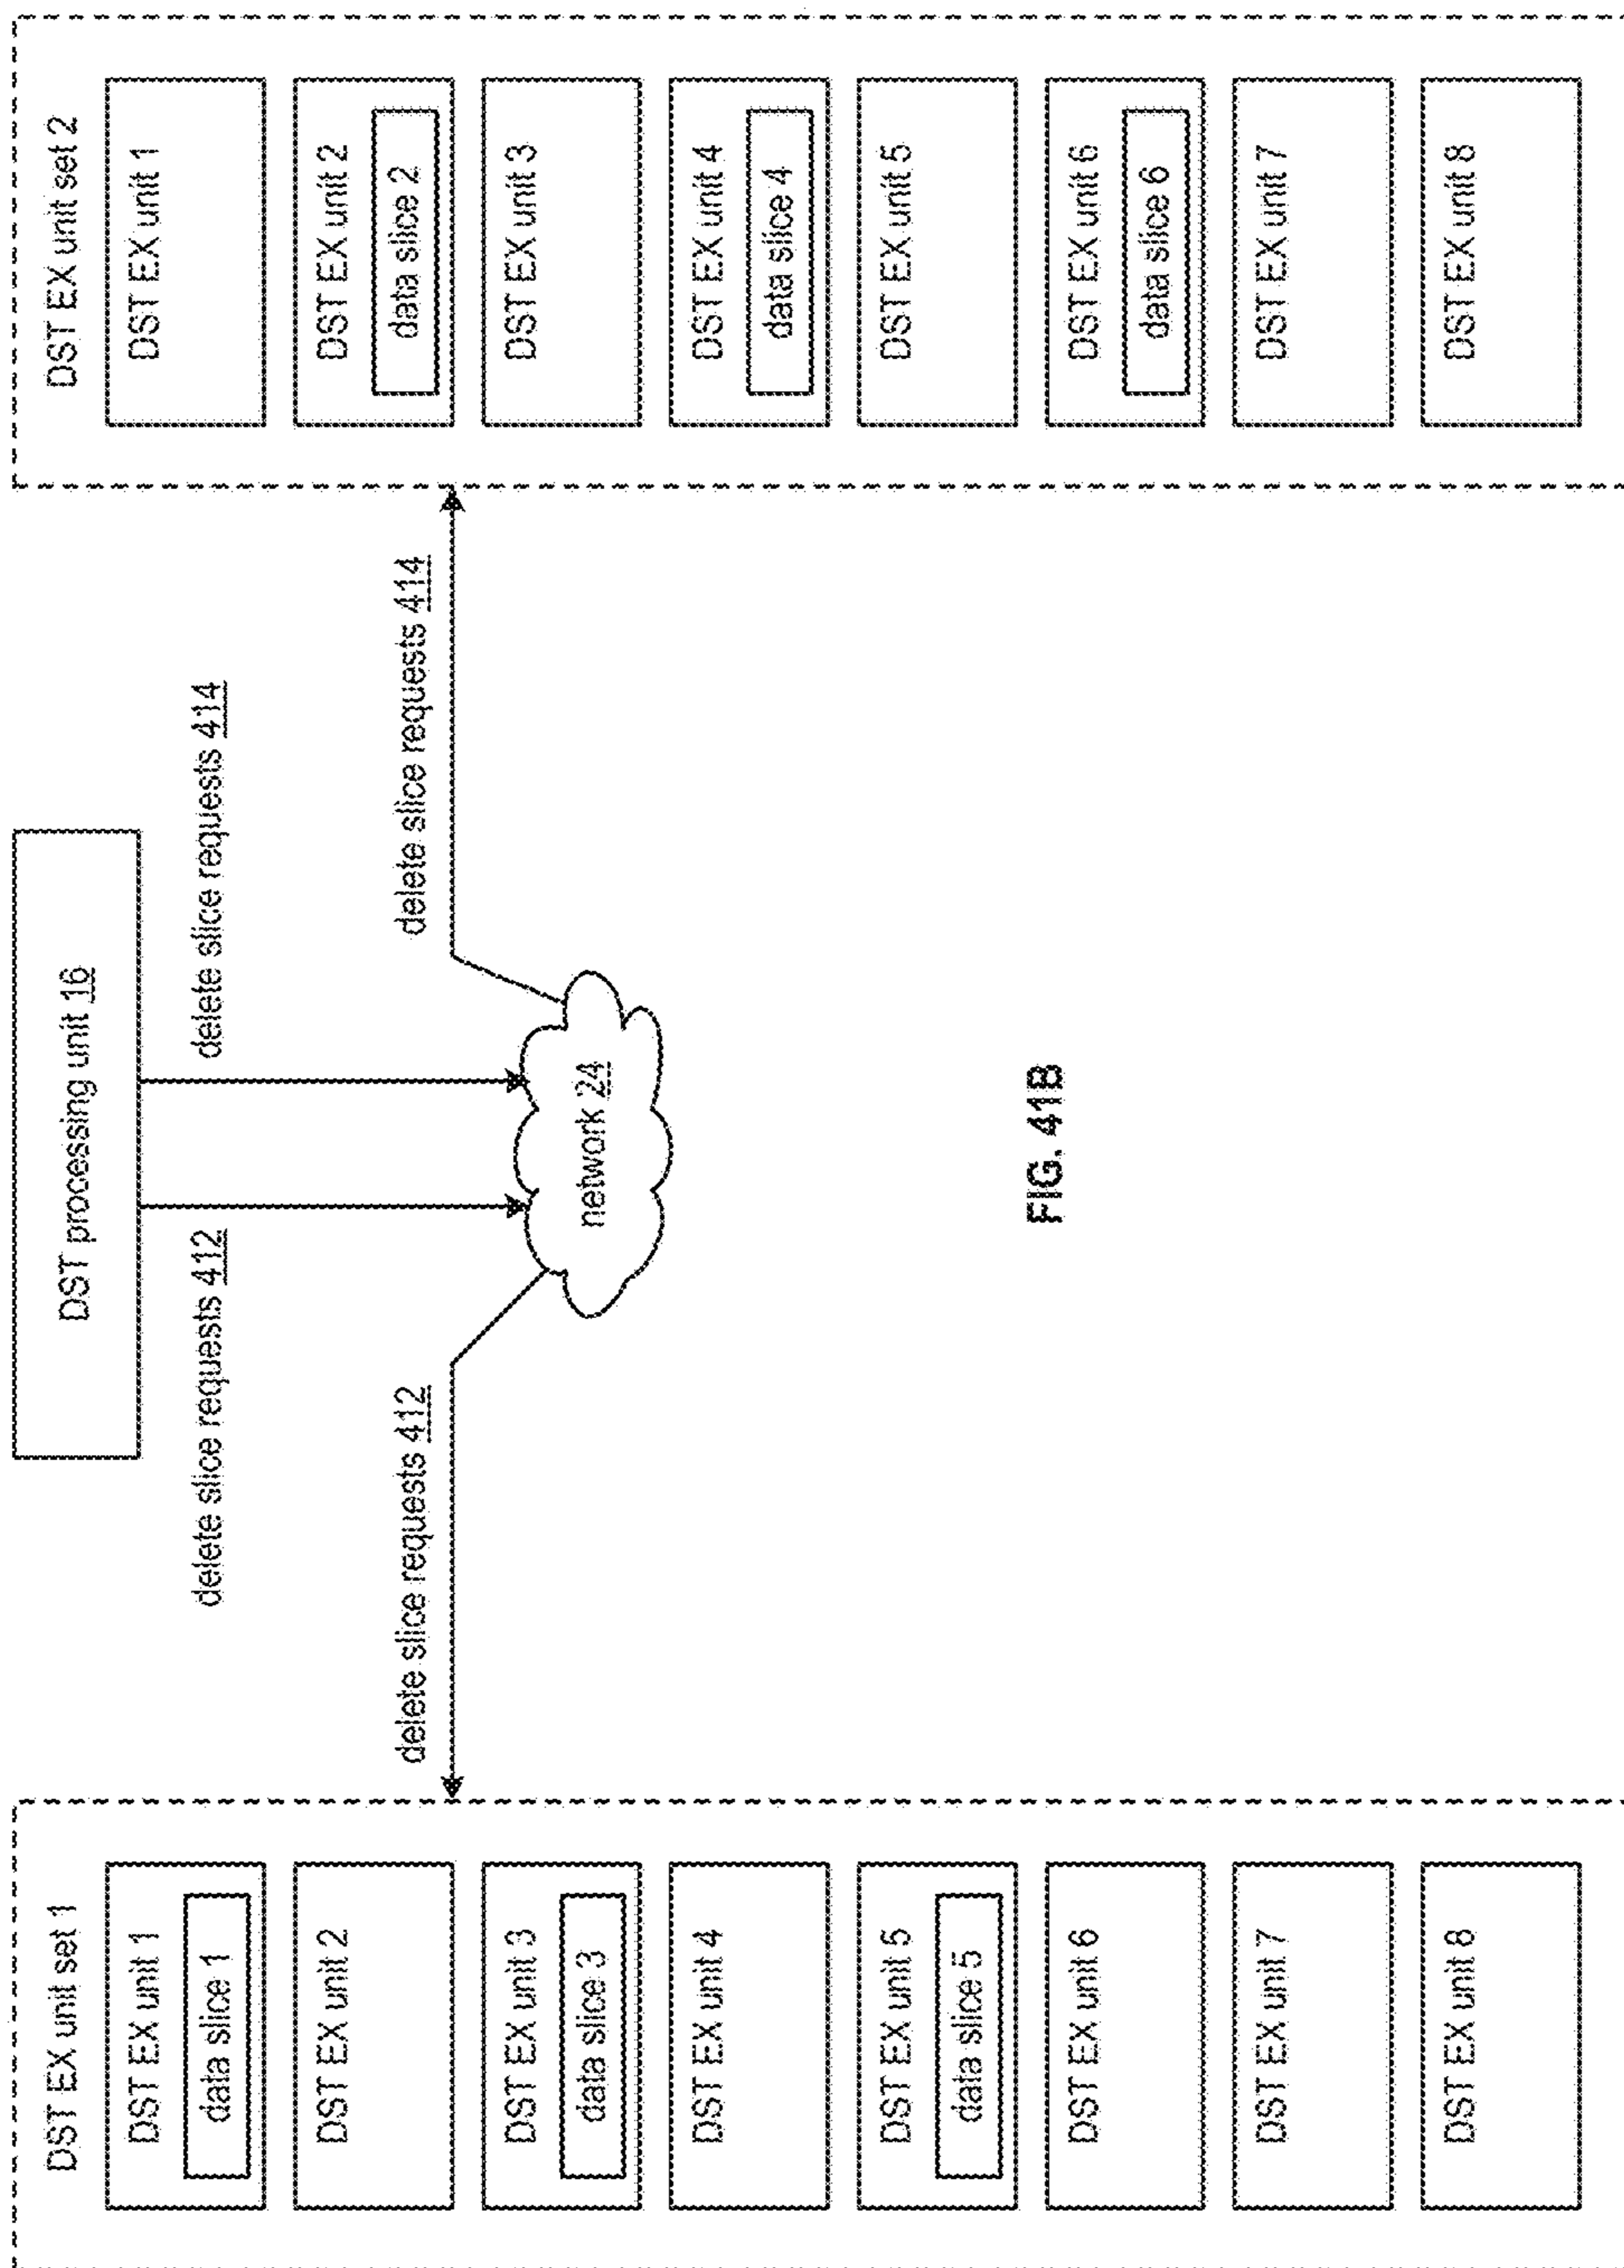 DST EX unit set 1
DST EX unit 1
data slice 1
DST EX unit 2
DST EX unit 3
data slice 3
DST EX unit 4
DST EX unit 5
data slice 5
DST EX unit 6
DST EX unit 7
DST EX unit 8
DST processing unit 16
delete slice requests 412
delete slice requests 414
delete slice requests 412
delete slice requests 414
network 24
DST EX unit set 2
DST EX unit 1
DST EX unit 2
data slice 2
DST EX unit 3
DST EX unit 4
data slice 4
DST EX unit 5
DST EX unit 6
data slice 6
DST EX unit 7
DST EX unit 8
FIG. 41B